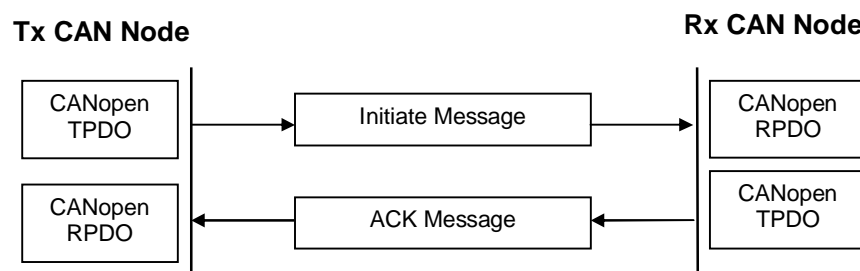 Tx CAN Node
Rx CAN Node
CANopen
TPDO
Initiate Message
CANopen
RPDO
CANopen
RPDO
ACK Message
CANopen
TPDO